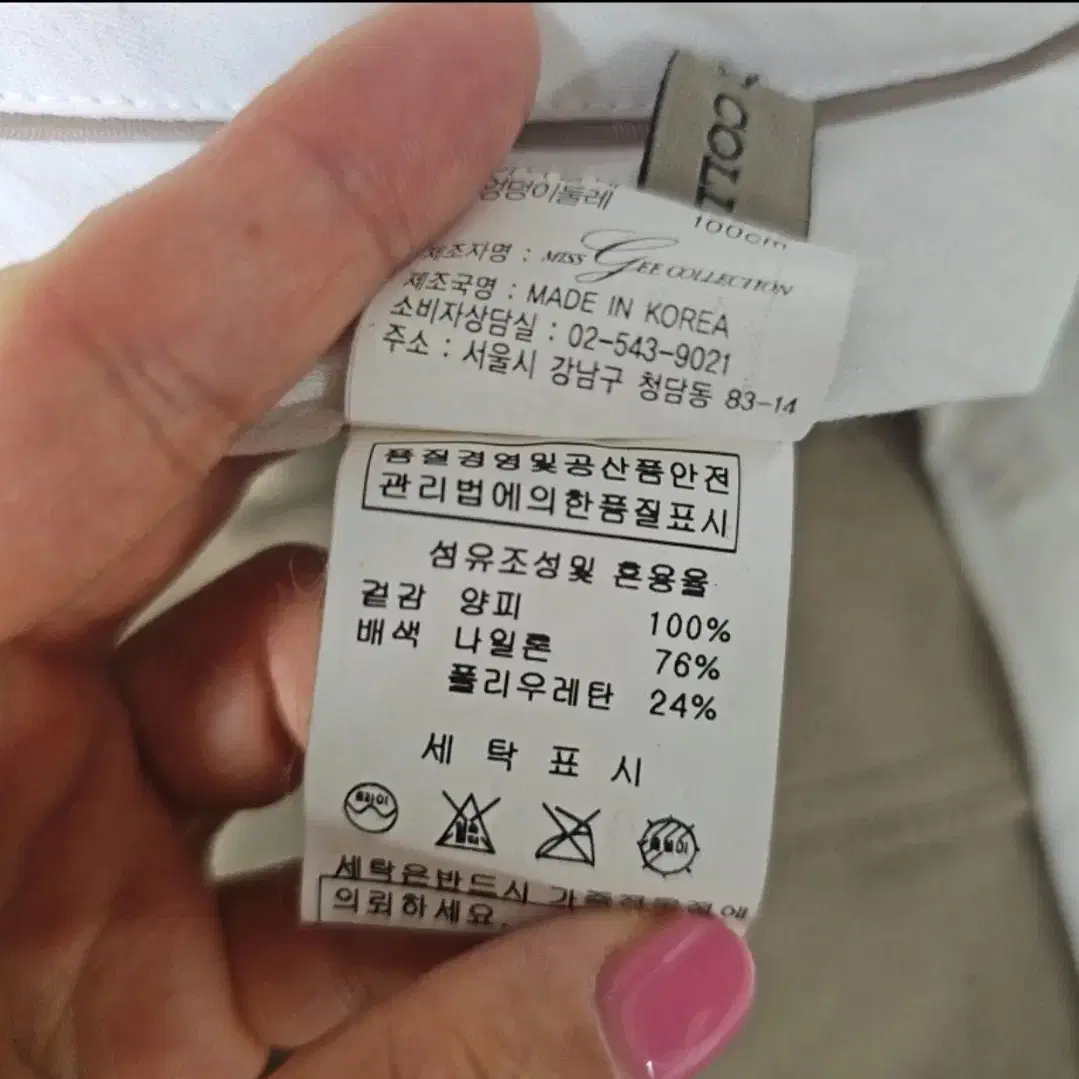 COLL
엉덩이둘레 100cm
제조자명 : MISS GEE COLLECTION
제조국명 : MADE IN KOREA
소비자상담실 : 02-543-9021
주소 : 서울시 강남구 청담동 83-14
품질경영및공산품안전
관리법에의한품질표시
섬유조성및 혼용율
겉감 양피 100%
배색 나일론 76%
폴리우레탄 24%
세 탁 표 시
드라이
세탁은반드시
의뢰하세요.